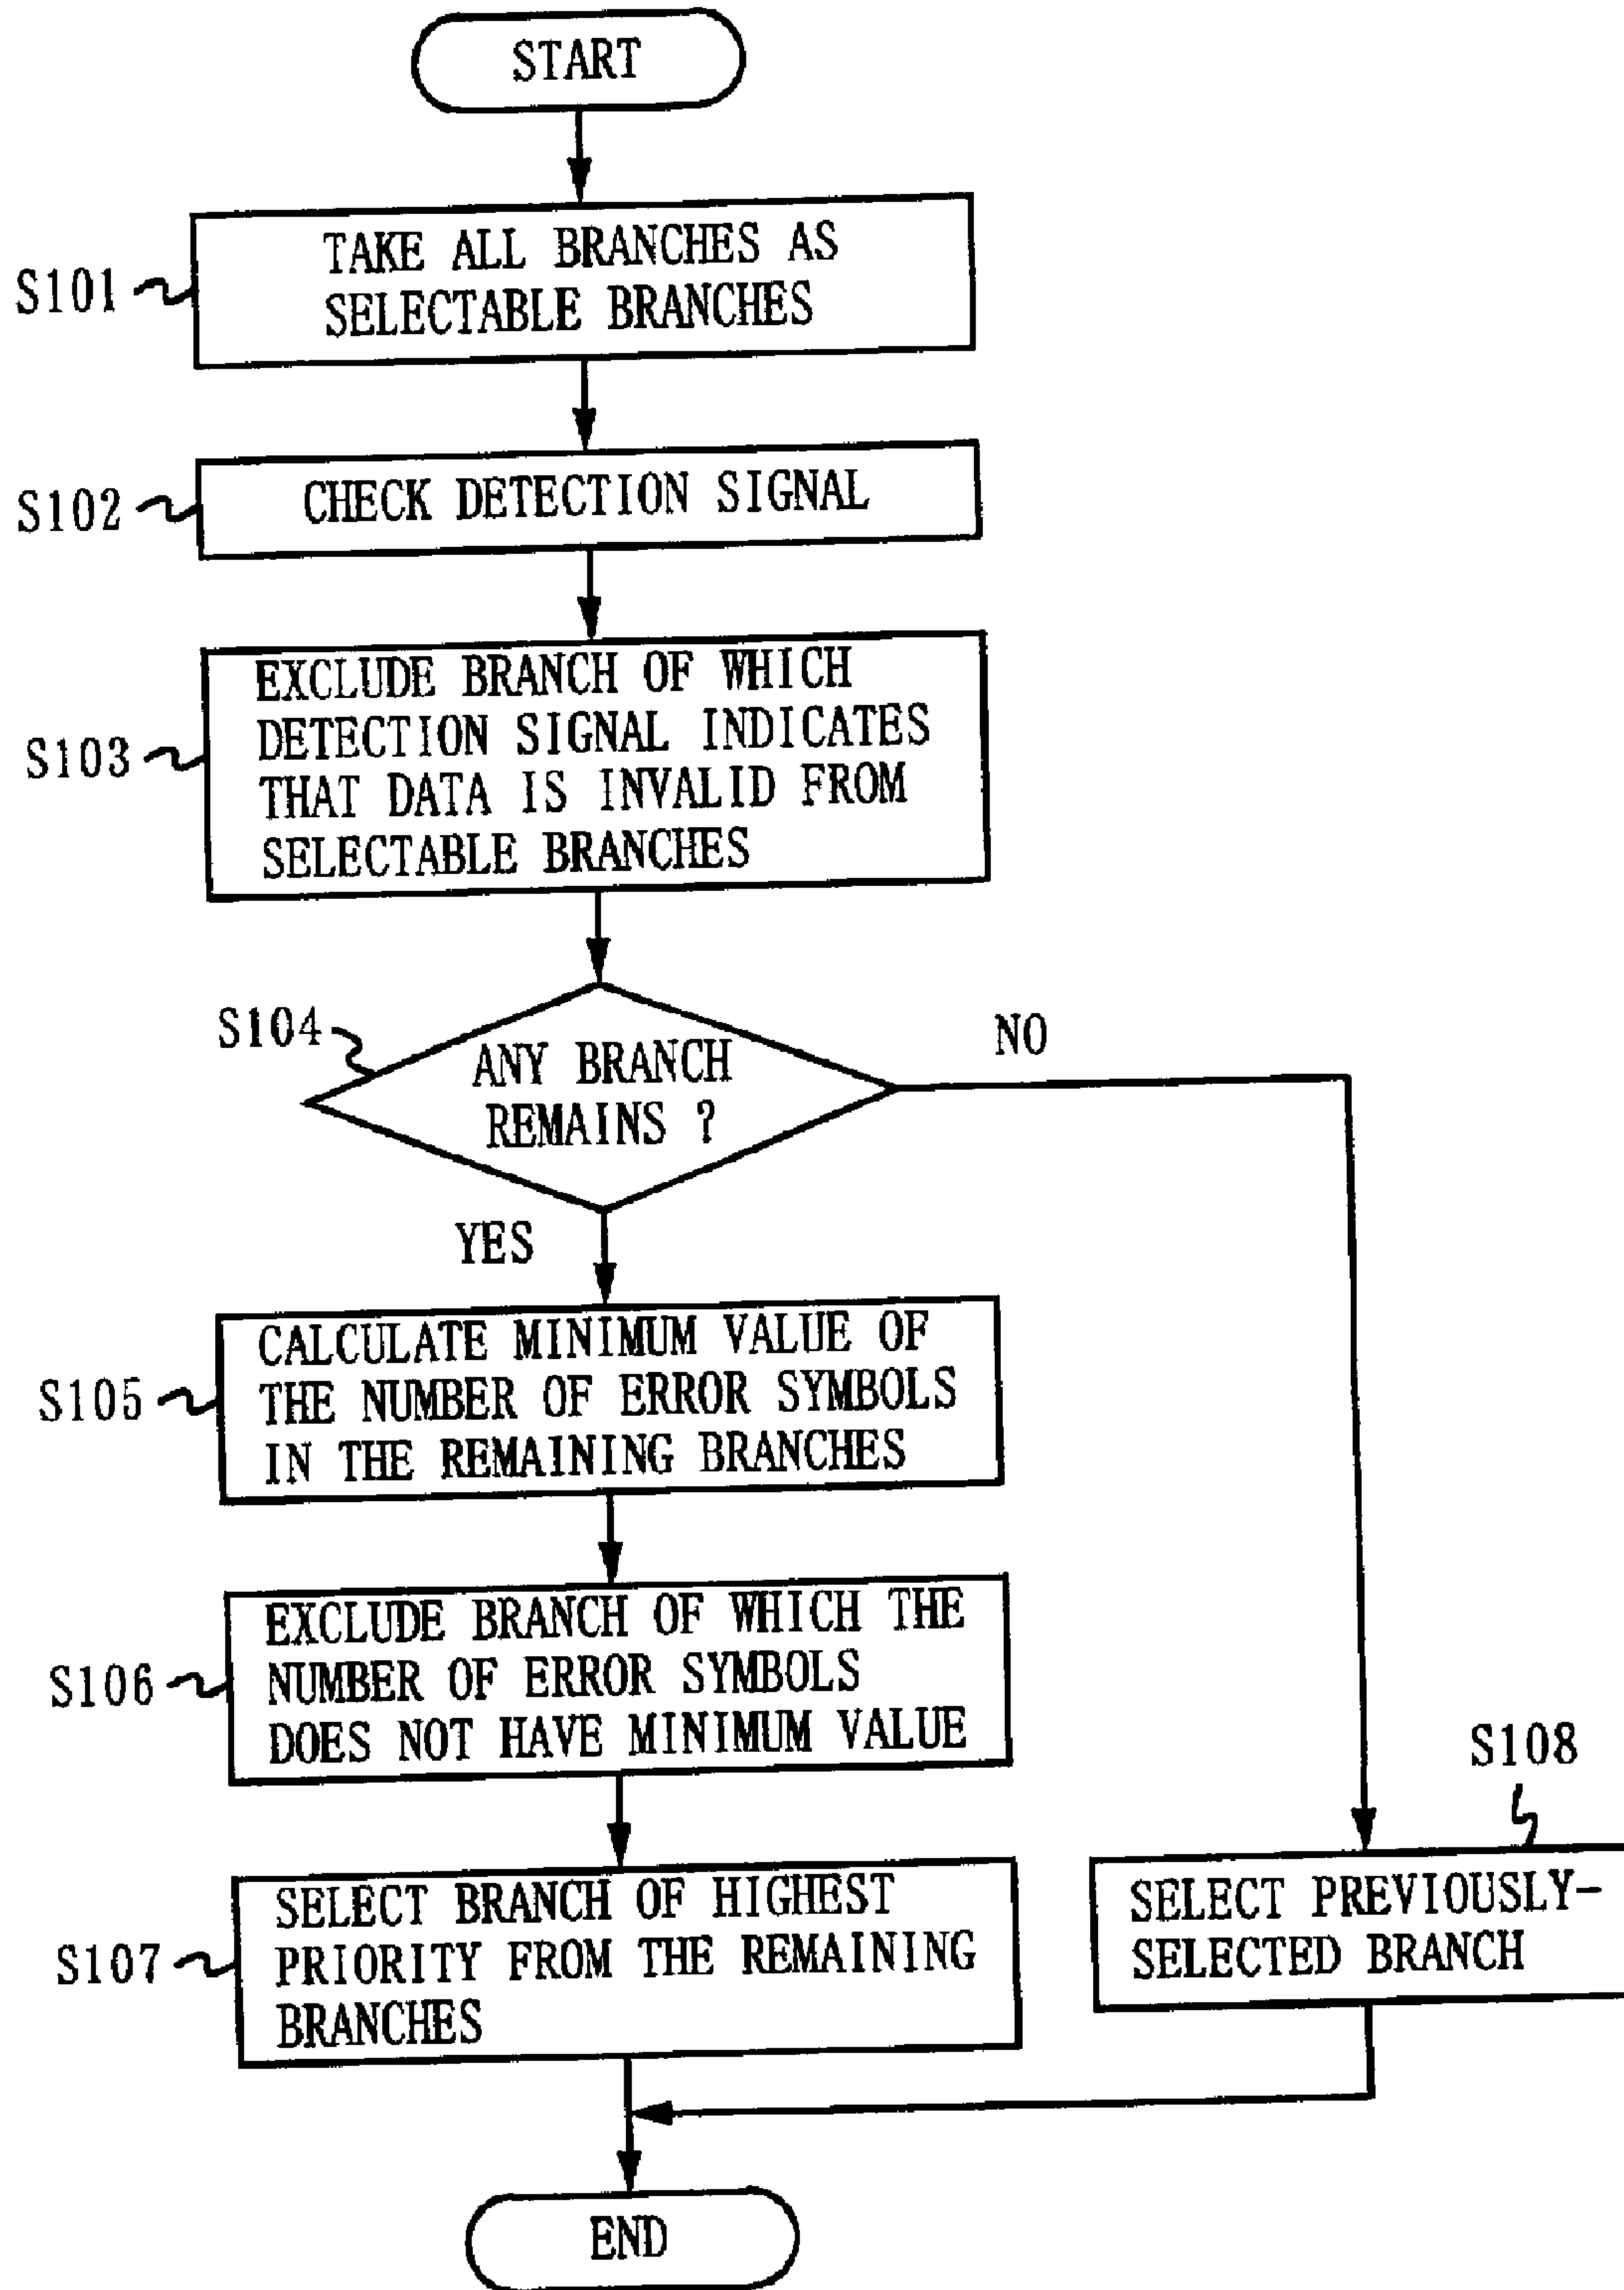 START
S101
TAKE ALL BRANCHES AS
SELECTABLE BRANCHES
S102
CHECK DETECTION SIGNAL
S103
EXCLUDE BRANCH OF WHICH
DETECTION SIGNAL INDICATES
THAT DATA IS INVALID FROM
SELECTABLE BRANCHES
S104
ANY BRANCH
REMAINS ?
NO
YES
S105
CALCULATE MINIMUM VALUE OF
THE NUMBER OF ERROR SYMBOLS
IN THE REMAINING BRANCHES
S106
EXCLUDE BRANCH OF WHICH THE
NUMBER OF ERROR SYMBOLS
DOES NOT HAVE MINIMUM VALUE
S107
SELECT BRANCH OF HIGHEST
PRIORITY FROM THE REMAINING
BRANCHES
S108
SELECT PREVIOUSLY-
SELECTED BRANCH
END